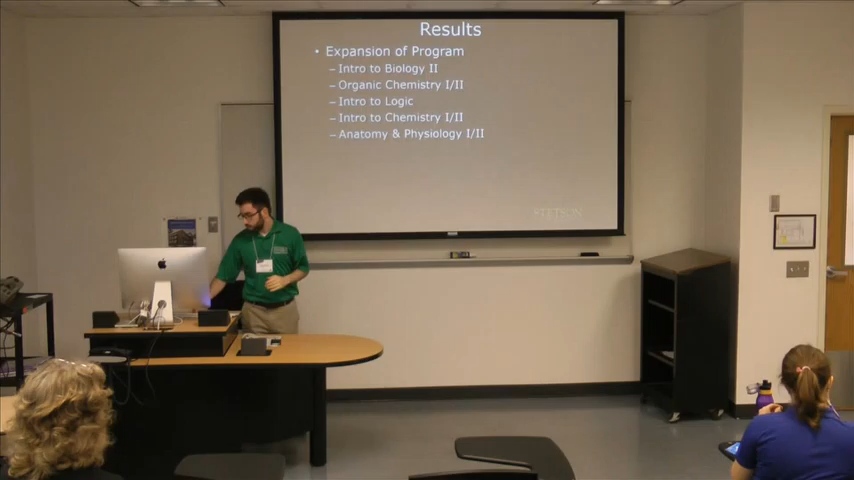 Results
• Expansion of Program
– Intro to Biology II
– Organic Chemistry I/II
– Intro to Logic
– Intro to Chemistry I/II
– Anatomy & Physiology I/II
STETSON